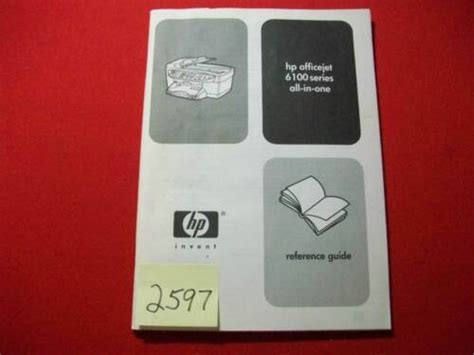 hp officejet
6100 series
all-in-one
hp ®
invent
reference guide
2597